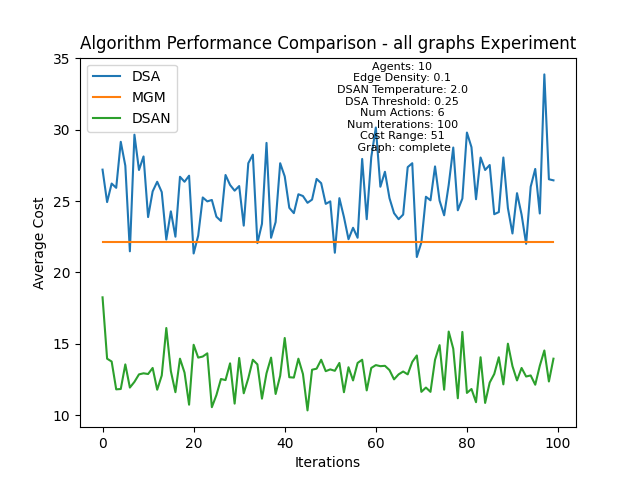 Algorithm Performance Comparison - all graphs Experiment
DSA
MGM
DSAN
Agents: 10
Edge Density: 0.1
DSAN Temperature: 2.0
DSA Threshold: 0.25
Num Actions: 6
Num Iterations: 100
Cost Range: 51
Graph: complete
35
30
25
20
15
10
Average Cost
0
20
40
60
80
100
Iterations